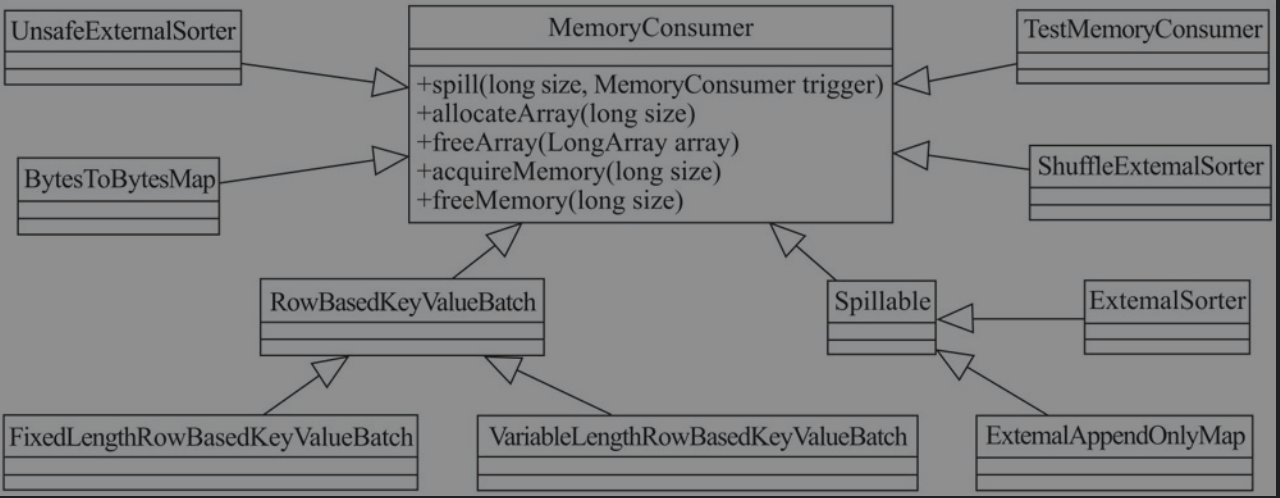 UnsafeExternalSorter
MemoryConsumer
TestMemoryConsumer
+spill(long size, MemoryConsumer trigger)
+allocateArray(long size)
+freeArray(LongArray array)
+acquireMemory(long size)
+freeMemory(long size)
BytesToBytesMap
ShuffleExtemalSorter
RowBasedKeyValueBatch
Spillable
ExtemalSorter
FixedLengthRowBasedKeyValueBatch
VariableLengthRowBasedKeyValueBatch
ExtemalAppendOnlyMap